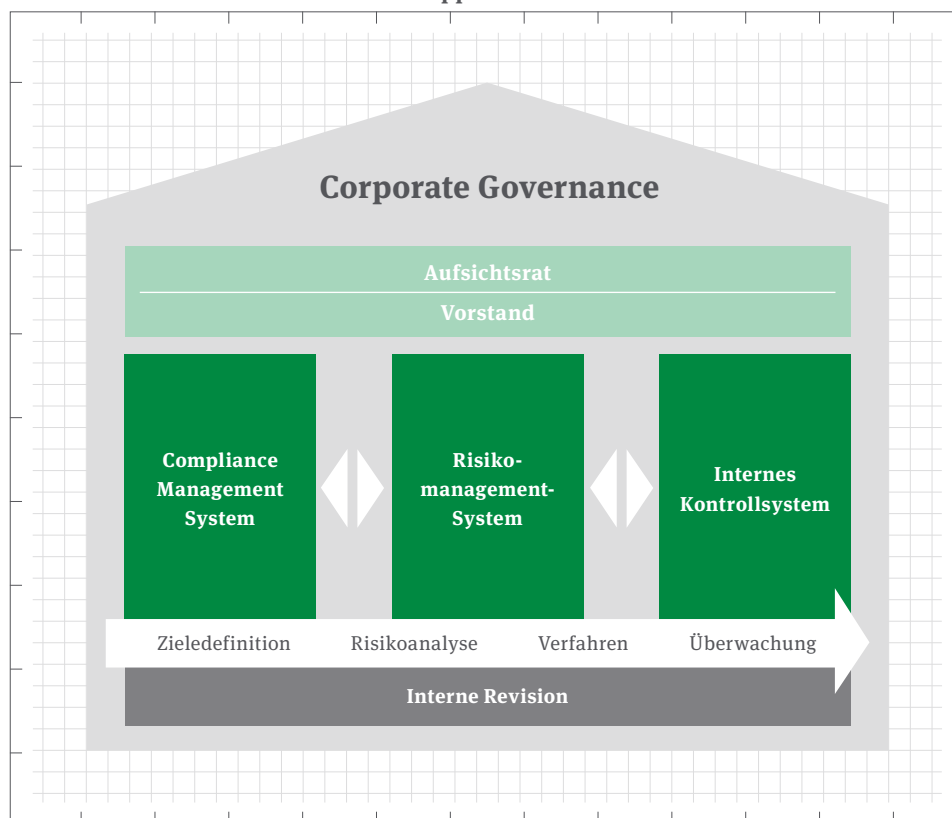 Corporate Governance
Aufsichtsrat
Vorstand
Compliance
Management
System
Risiko-
management-
System
Internes
Kontrollsystem
Zieledefinition Risikoanalyse Verfahren Überwachung
Interne Revision